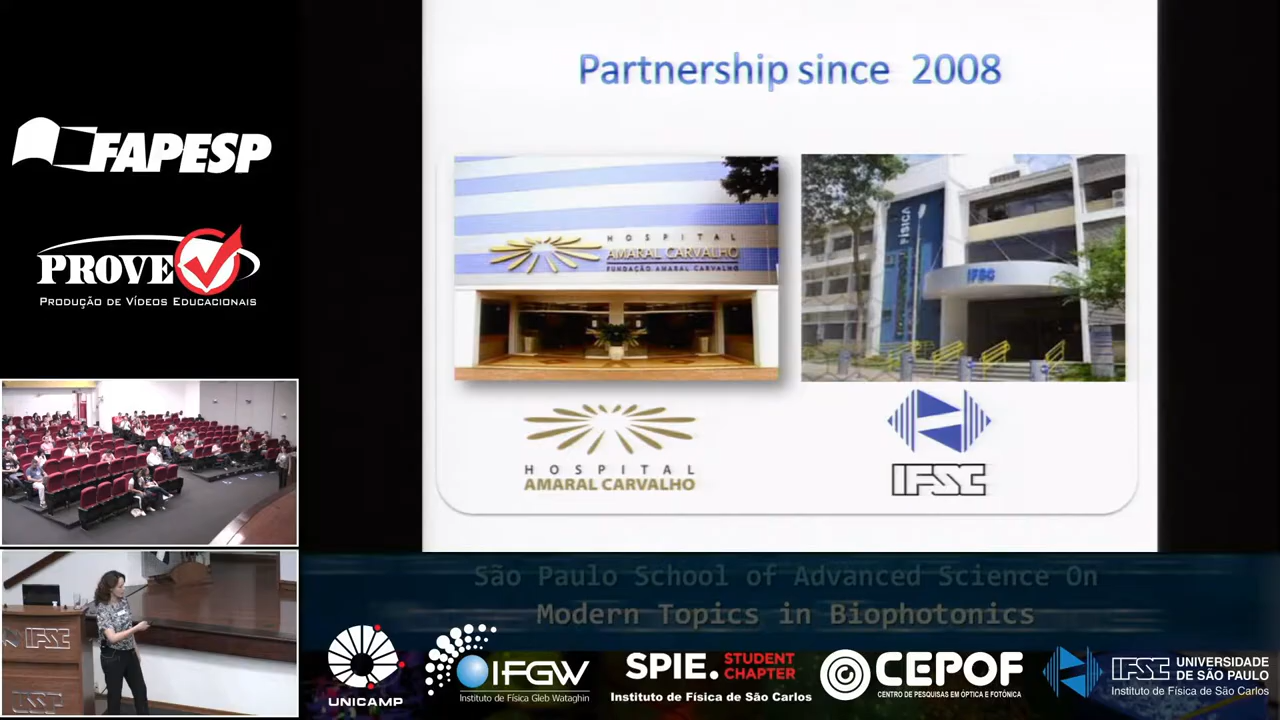 Partnership since 2008
FAPESP
PROVE
PRODUÇÃO DE VÍDEOS EDUCACIONAIS
HOSPITAL
AMARAL CARVALHO
FUNDAÇÃO AMARAL CARVALHO
FÍSICA
IFSC
HOSPITAL
AMARAL CARVALHO
IFSC
IFSC
São Paulo School of Advanced Science On
Modern Topics in Biophotonics
UNICAMP
IFGW
Instituto de Física Gleb Wataghin
SPIE. STUDENT CHAPTER
Instituto de Física de São Carlos
CEPOF
CENTRO DE PESQUISAS EM ÓPTICA E FOTÔNICA
IFSC UNIVERSIDADE DE SÃO PAULO
Instituto de Física de São Carlos